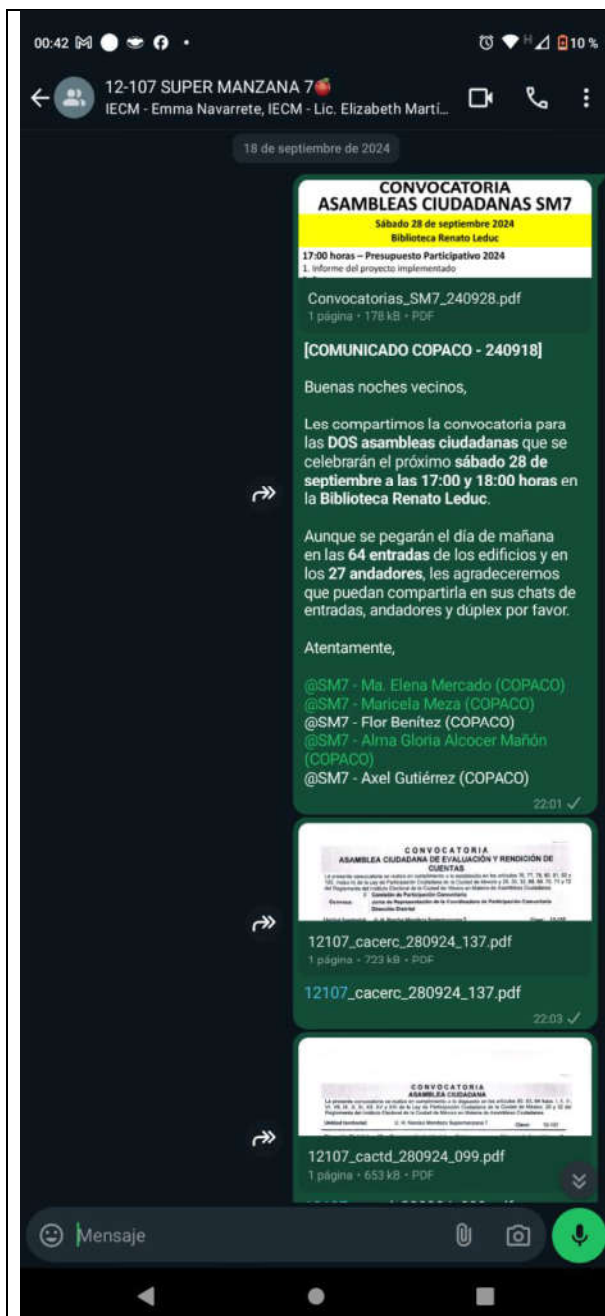 00:42
10 %
12-107 SUPER MANZANA 7
IECM - Emma Navarrete, IECM - Lic. Elizabeth Martí...
18 de septiembre de 2024
CONVOCATORIA
ASAMBLEAS CIUDADANAS SM7
Sábado 28 de septiembre 2024
Biblioteca Renato Leduc
17:00 horas – Presupuesto Participativo 2024
1. Informe del proyecto implementado
Convocatorias_SM7_240928.pdf
1 página • 178 kB • PDF
[COMUNICADO COPACO - 240918]
Buenas noches vecinos,
Les compartimos la convocatoria para
las DOS asambleas ciudadanas que se
celebrarán el próximo sábado 28 de
septiembre a las 17:00 y 18:00 horas en
la Biblioteca Renato Leduc.
Aunque se pegarán el día de mañana
en las 64 entradas de los edificios y en
los 27 andadores, les agradeceremos
que puedan compartirla en sus chats de
entradas, andadores y dúplex por favor.
Atentamente,
@SM7 - Ma. Elena Mercado (COPACO)
@SM7 - Maricela Meza (COPACO)
@SM7 - Flor Benítez (COPACO)
@SM7 - Alma Gloria Alcocer Mañón
(COPACO)
@SM7 - Axel Gutiérrez (COPACO)
22:01
CONVOCATORIA
ASAMBLEA CIUDADANA DE EVALUACIÓN Y RENDICIÓN DE
CUENTAS
12107_cacerc_280924_137.pdf
1 página • 723 kB • PDF
12107_cacerc_280924_137.pdf
22:03
CONVOCATORIA
ASAMBLEA CIUDADANA
12107_cactd_280924_099.pdf
1 página • 653 kB • PDF
Mensaje